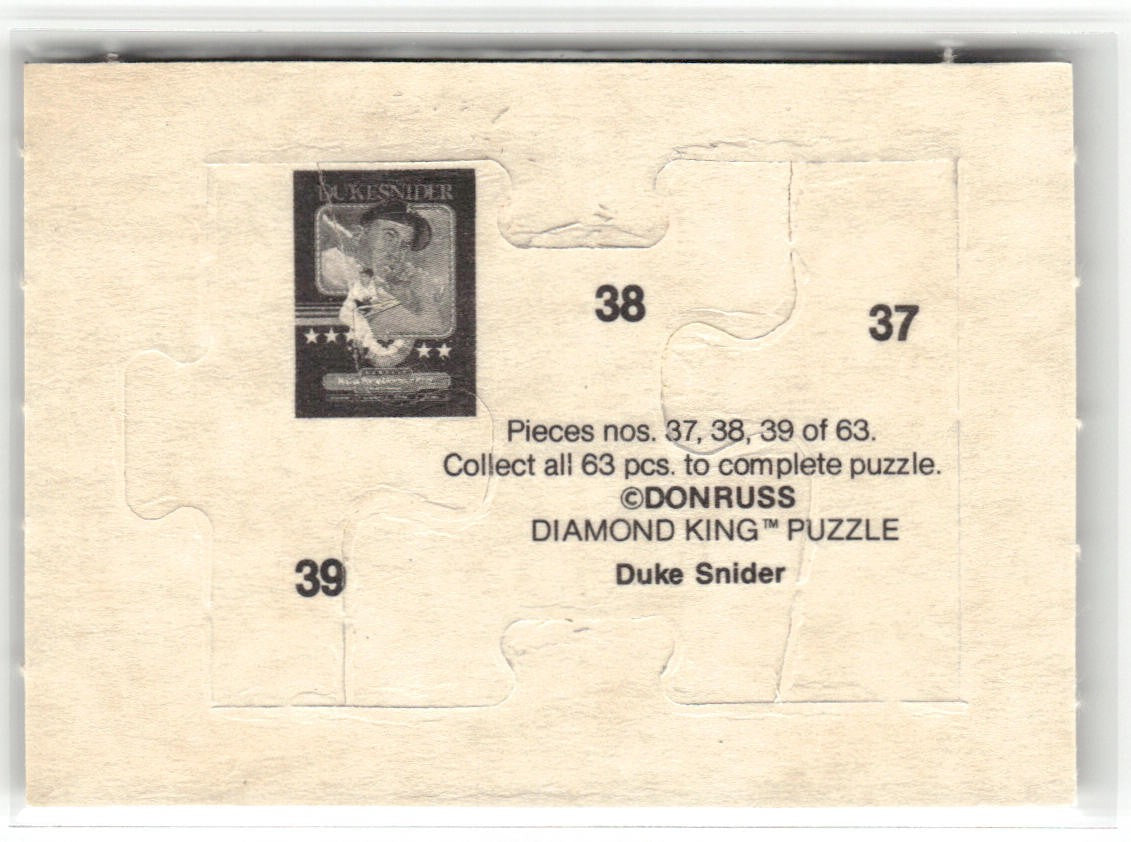 DUKE SNIDER
38
37
Pieces nos. 37, 38, 39 of 63.
Collect all 63 pcs. to complete puzzle.
©DONRUSS
DIAMOND KING™ PUZZLE
39
Duke Snider